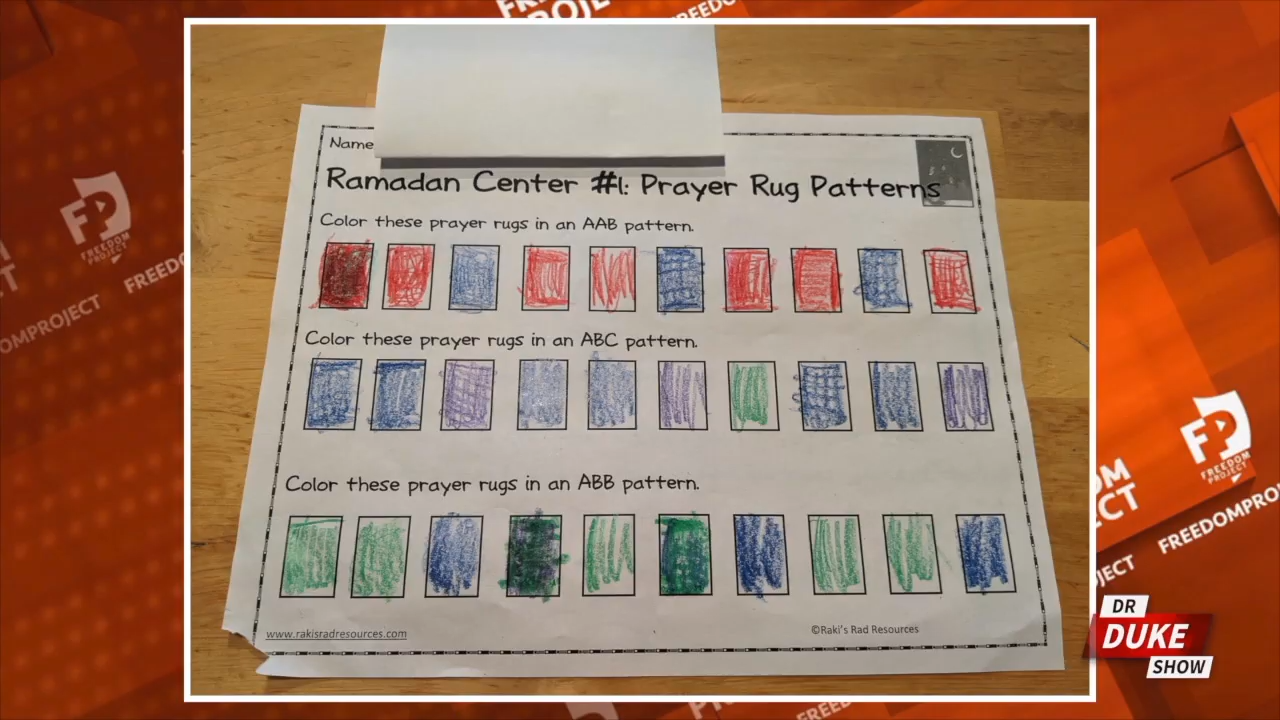 FREEDOM
PROJECT
Name
Ramadan Center #1: Prayer Rug Patterns
Color these prayer rugs in an AAB pattern.
Color these prayer rugs in an ABC pattern.
Color these prayer rugs in an ABB pattern.
www.rakisradresources.com
©Raki's Rad Resources
FREEDOM
PROJECT
DR
DUKE
SHOW